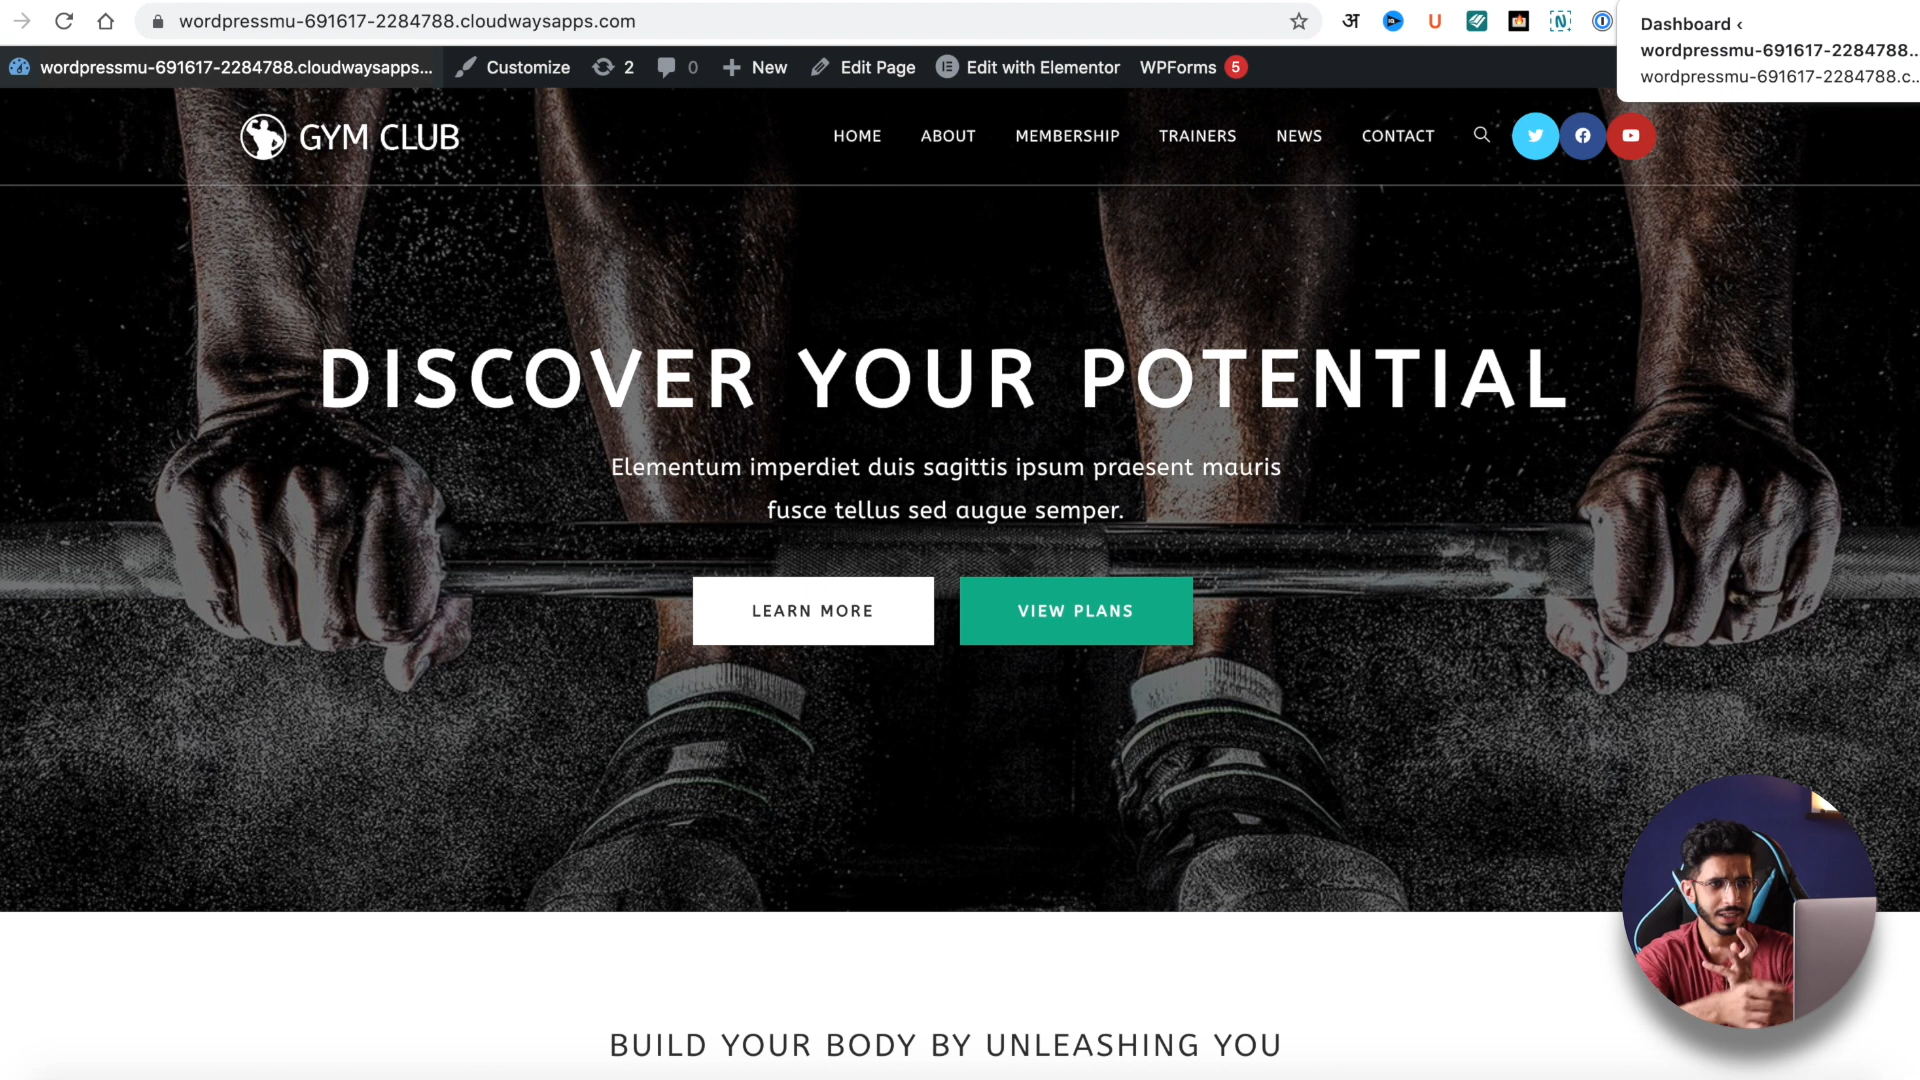 wordpressmu-691617-2284788.cloudwaysapps.com
अ
U
N
Dashboard ‹
wordpressmu-691617-2284788...
wordpressmu-691617-2284788.c...
wordpressmu-691617-2284788.cloudwaysapps...
Customize
2
0
New
Edit Page
Edit with Elementor
WPForms 5
GYM CLUB
HOME
ABOUT
MEMBERSHIP
TRAINERS
NEWS
CONTACT
DISCOVER YOUR POTENTIAL
Elementum imperdiet duis sagittis ipsum praesent mauris
fusce tellus sed augue semper.
LEARN MORE
VIEW PLANS
BUILD YOUR BODY BY UNLEASHING YOU